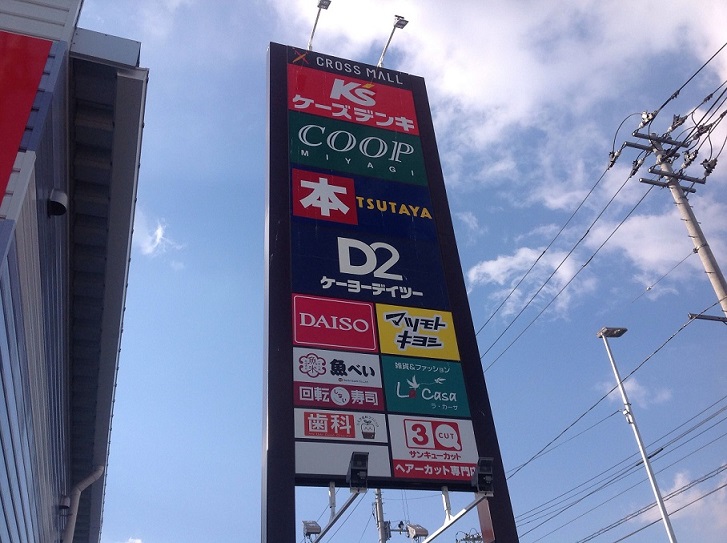 CROSS MALL
K's
ケーズデンキ
COOP
MIYAGI
本 TSUTAYA
D2
ケーヨーデイツー
DAISO
マツモト
キヨシ
魚米 魚べい
回転 寿司
雑貨&ファッション
La Casa
ラ・カーサ
歯科
3 CUT
サンキューカット
ヘアーカット専門店